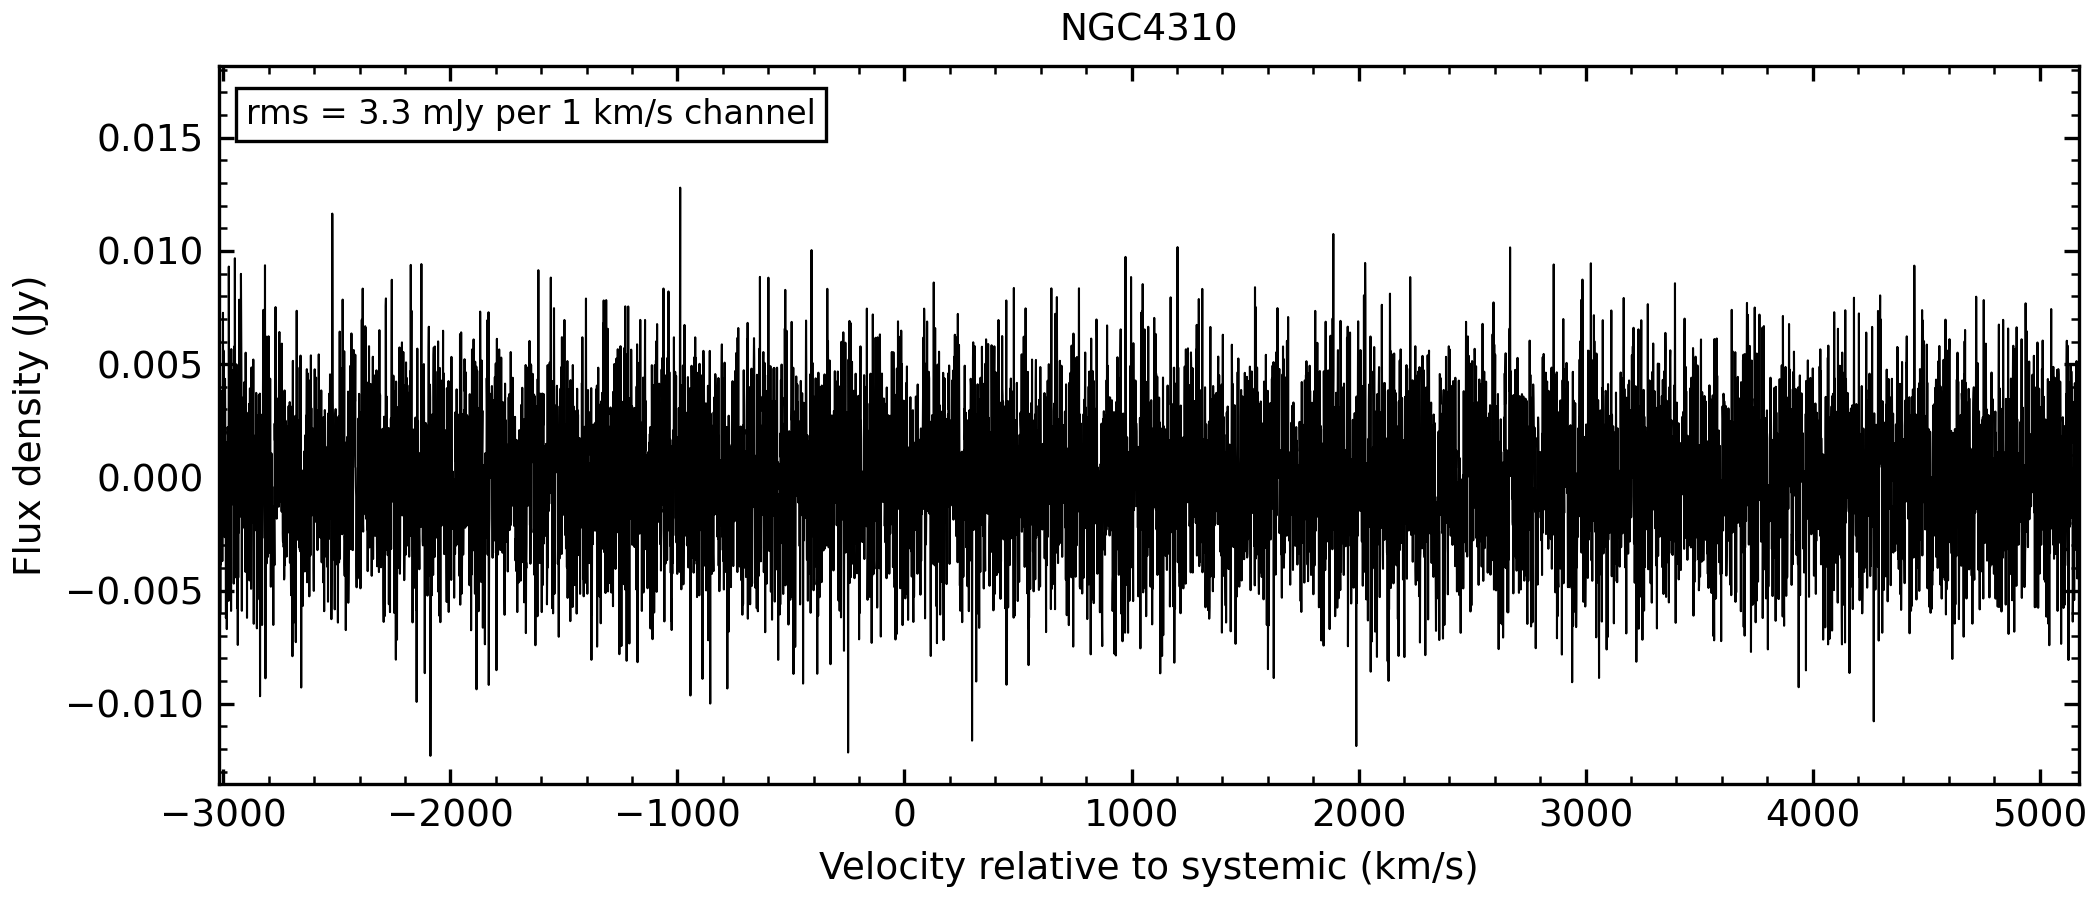 NGC4310
rms = 3.3 mJy per 1 km/s channel
0.015
0.010
0.005
0.000
−0.005
−0.010
Flux density (Jy)
−3000 −2000 −1000 0 1000 2000 3000 4000 5000
Velocity relative to systemic (km/s)